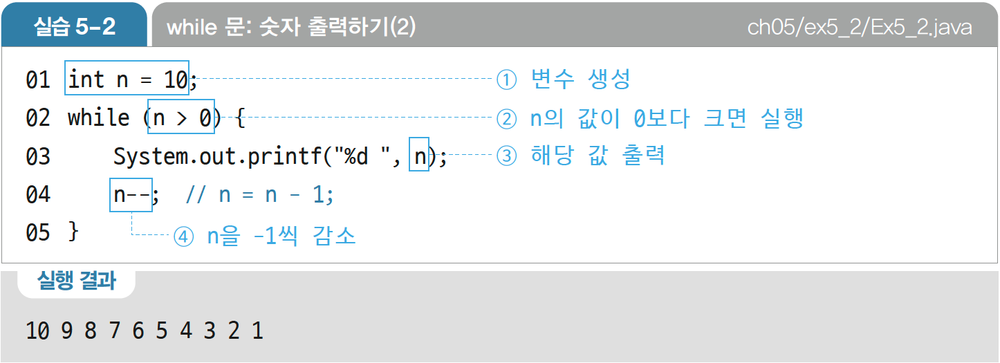 실습 5-2 while 문: 숫자 출력하기(2) ch05/ex5_2/Ex5_2.java
01 int n = 10; ① 변수 생성
02 while (n > 0) { ② n의 값이 0보다 크면 실행
03 System.out.printf("%d ", n); ③ 해당 값 출력
04 n--; // n = n - 1;
05 } ④ n을 -1씩 감소
실행 결과
10 9 8 7 6 5 4 3 2 1